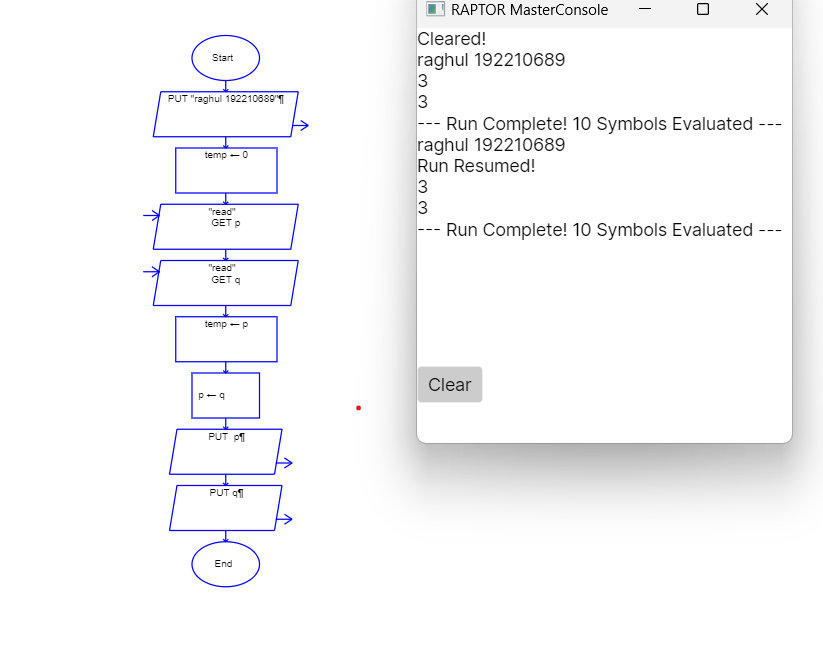 Start
PUT "raghul 192210689"¶
temp ← 0
"read"
GET p
"read"
GET q
temp ← p
p ← q
PUT p¶
PUT q¶
End
RAPTOR MasterConsole
Cleared!
raghul 192210689
3
3
--- Run Complete! 10 Symbols Evaluated ---
raghul 192210689
Run Resumed!
3
3
--- Run Complete! 10 Symbols Evaluated ---
Clear